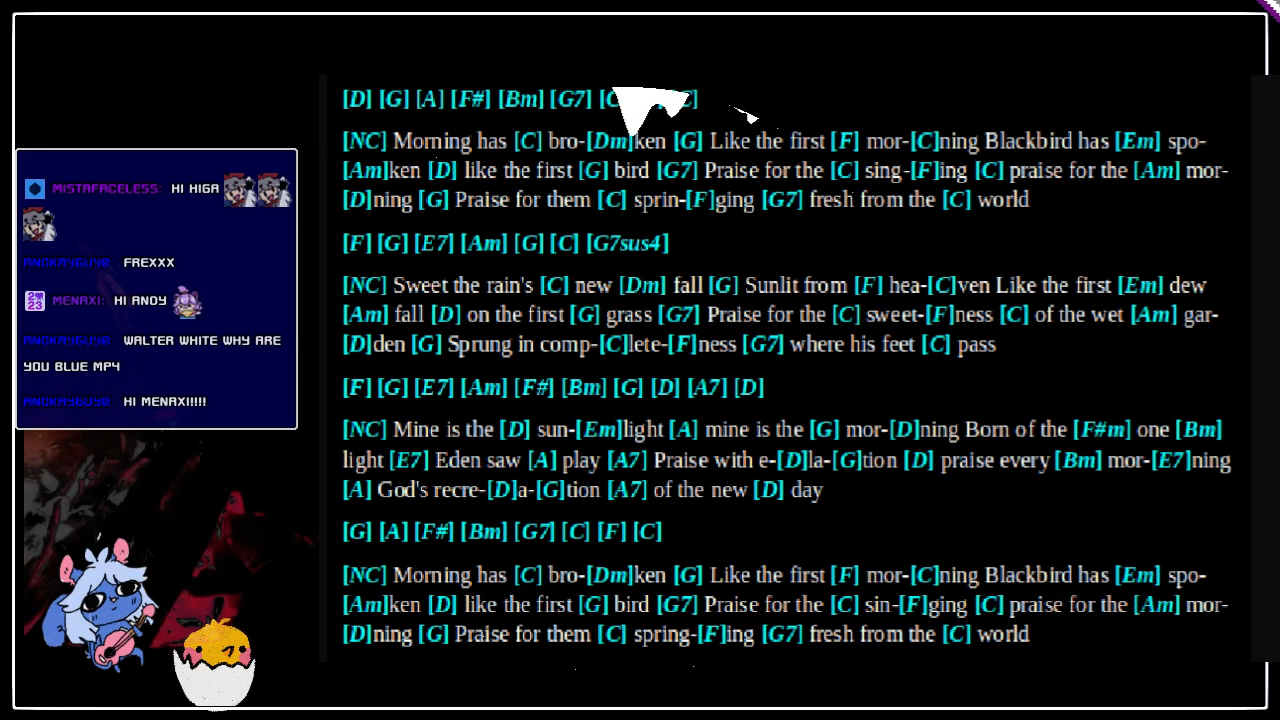 MISTAFACELESS: HI HIGA
ANOKAYGUY0: FREXXX
2023
MENAXI: HI ANDY
ANOKAYGUY0: WALTER WHITE WHY ARE
YOU BLUE MP4
ANOKAYGUY0: HI MENAXI!!!!
[D] [G] [A] [F#] [Bm] [G7]
[NC] Morning has [C] bro-[Dm]ken [G] Like the first [F] mor-[C]ning Blackbird has [Em] spo-
[Am]ken [D] like the first [G] bird [G7] Praise for the [C] sing-[F]ing [C] praise for the [Am] mor-
[D]ning [G] Praise for them [C] sprin-[F]ging [G7] fresh from the [C] world
[F] [G] [E7] [Am] [G] [C] [G7sus4]
[NC] Sweet the rain's [C] new [Dm] fall [G] Sunlit from [F] hea-[C]ven Like the first [Em] dew
[Am] fall [D] on the first [G] grass [G7] Praise for the [C] sweet-[F]ness [C] of the wet [Am] gar-
[D]den [G] Sprung in comp-[C]lete-[F]ness [G7] where his feet [C] pass
[F] [G] [E7] [Am] [F#] [Bm] [G] [D] [A7] [D]
[NC] Mine is the [D] sun-[Em]light [A] mine is the [G] mor-[D]ning Born of the [F#m] one [Bm]
light [E7] Eden saw [A] play [A7] Praise with e-[D]la-[G]tion [D] praise every [Bm] mor-[E7]ning
[A] God's recre-[D]a-[G]tion [A7] of the new [D] day
[G] [A] [F#] [Bm] [G7] [C] [F] [C]
[NC] Morning has [C] bro-[Dm]ken [G] Like the first [F] mor-[C]ning Blackbird has [Em] spo-
[Am]ken [D] like the first [G] bird [G7] Praise for the [C] sin-[F]ging [C] praise for the [Am] mor-
[D]ning [G] Praise for them [C] spring-[F]ing [G7] fresh from the [C] world